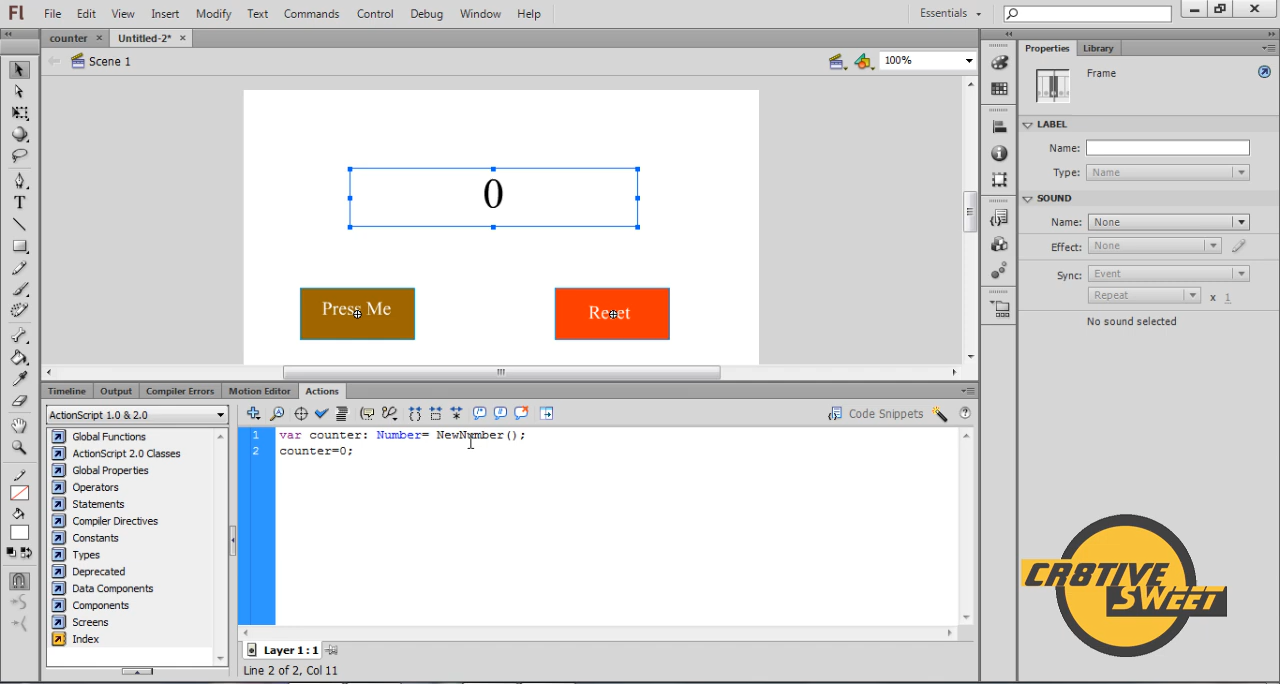 Fl File Edit View Insert Modify Text Commands Control Debug Window Help Essentials
counter × Untitled-2* ×
Scene 1 100%
0
Press Me Reset
Properties Library
Frame
LABEL
Name:
Type: Name
SOUND
Name: None
Effect: None
Sync: Event
Repeat x 1
No sound selected
Timeline Output Compiler Errors Motion Editor Actions
ActionScript 1.0 & 2.0 Code Snippets
Global Functions
ActionScript 2.0 Classes
Global Properties
Operators
Statements
Compiler Directives
Constants
Types
Deprecated
Data Components
Components
Screens
Index
1 var counter: Number= NewNumber();
2 counter=0;
Layer 1 : 1
Line 2 of 2, Col 11
CR8TIVE
SWEET